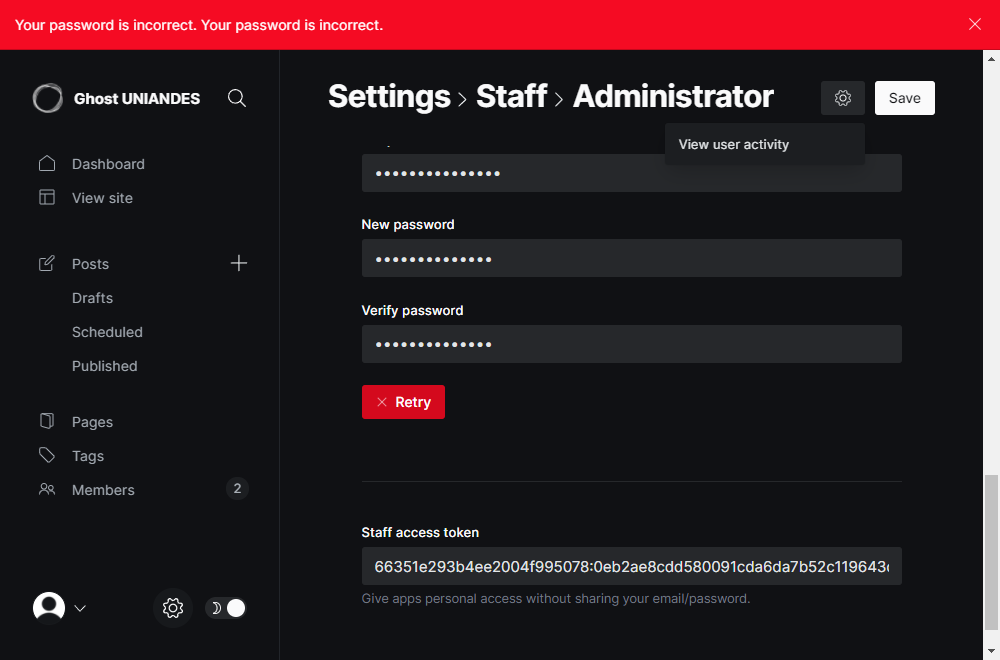 Your password is incorrect. Your password is incorrect.
Ghost UNIANDES
Dashboard
View site
Posts
Drafts
Scheduled
Published
Pages
Tags
Members
2
Settings > Staff > Administrator
Save
View user activity
•••••••••••••••
New password
••••••••••••••
Verify password
••••••••••••••
Retry
Staff access token
66351e293b4ee2004f995078:0eb2ae8cdd580091cda6da7b52c119643
Give apps personal access without sharing your email/password.